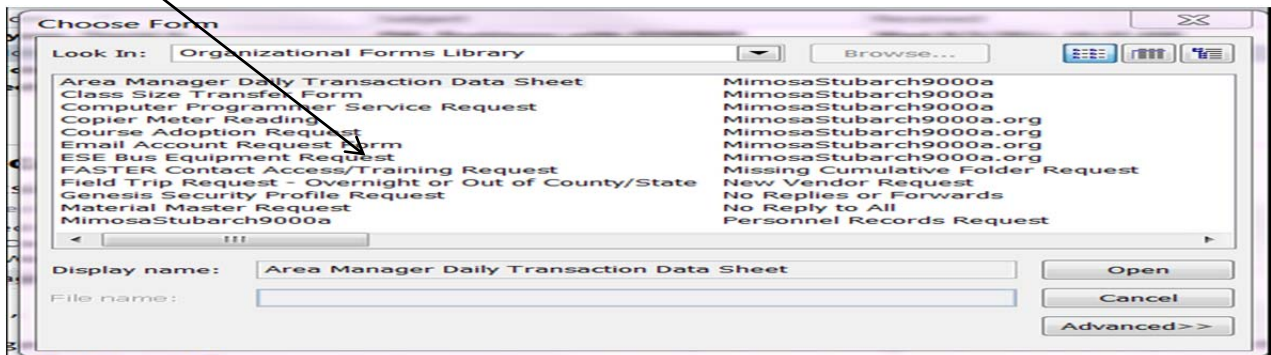 Choose Form
Look In: Organizational Forms Library Browse...
Area Manager Daily Transaction Data Sheet
Class Size Transfer Form
Computer Programmer Service Request
Copier Meter Reading
Course Adoption Request
Email Account Request Form
ESE Bus Equipment Request
FASTER Contact Access/Training Request
Field Trip Request - Overnight or Out of County/State
Genesis Security Profile Request
Material Master Request
MimosaStubarch9000a
MimosaStubarch9000a
MimosaStubarch9000a
MimosaStubarch9000a
MimosaStubarch9000a.org
MimosaStubarch9000a.org
MimosaStubarch9000a.org
MimosaStubarch9000a.org
Missing Cumulative Folder Request
New Vendor Request
No Replies or Forwards
No Reply to All
Personnel Records Request
Display name: Area Manager Daily Transaction Data Sheet Open
File name: Cancel
Advanced>>